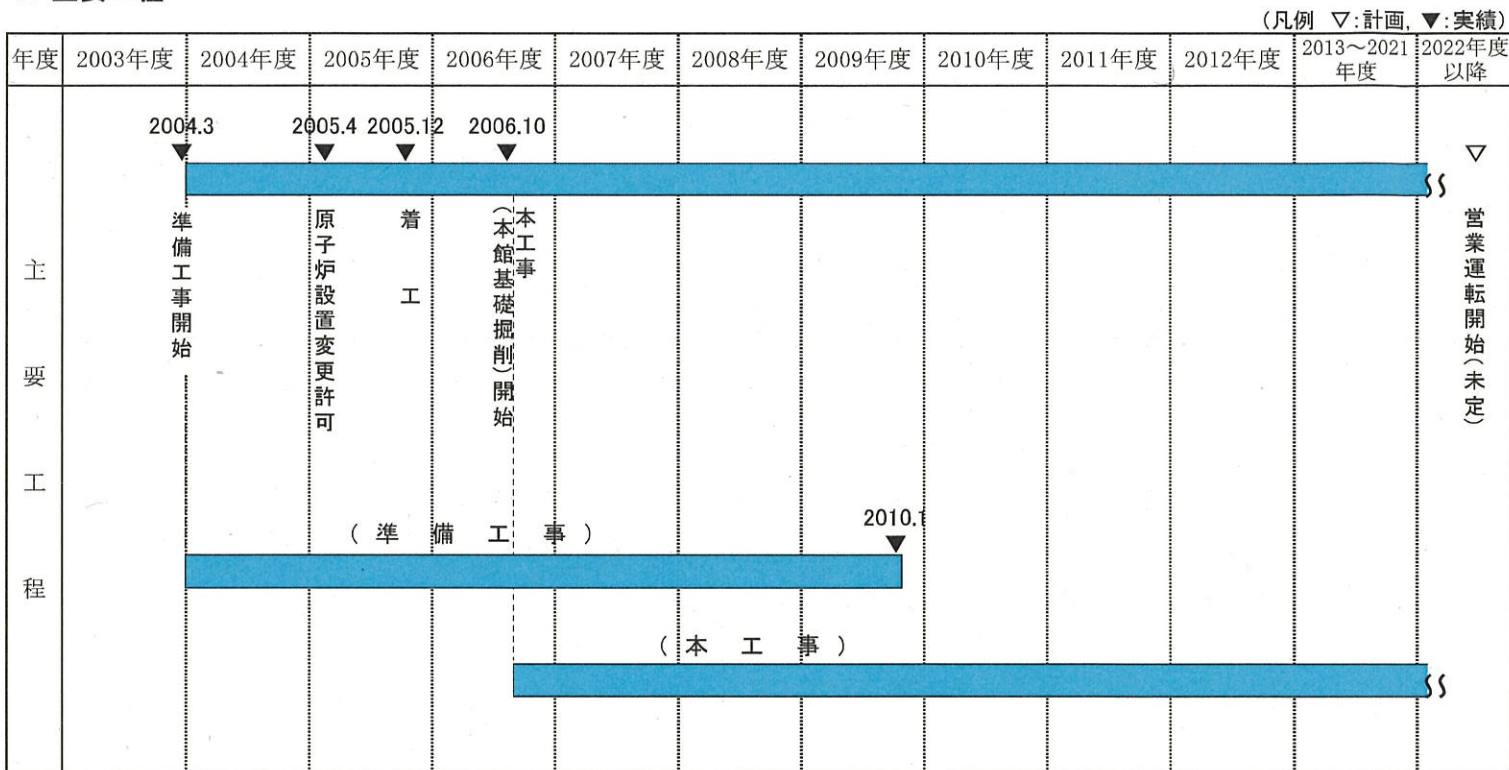 (凡例 ▽:計画, ▼:実績)
年度 2003年度 2004年度 2005年度 2006年度 2007年度 2008年度 2009年度 2010年度 2011年度 2012年度 2013～2021年度 2022年度以降
主要工程
2004.3 2005.4 2005.12 2006.10
▼ ▼ ▼ ▼ ▽
準備工事開始
原子炉設置変更許可
着工
本工事
(本館基礎掘削)開始
営業運転開始(未定)
(準備工事)
2010.1
▼
(本工事)